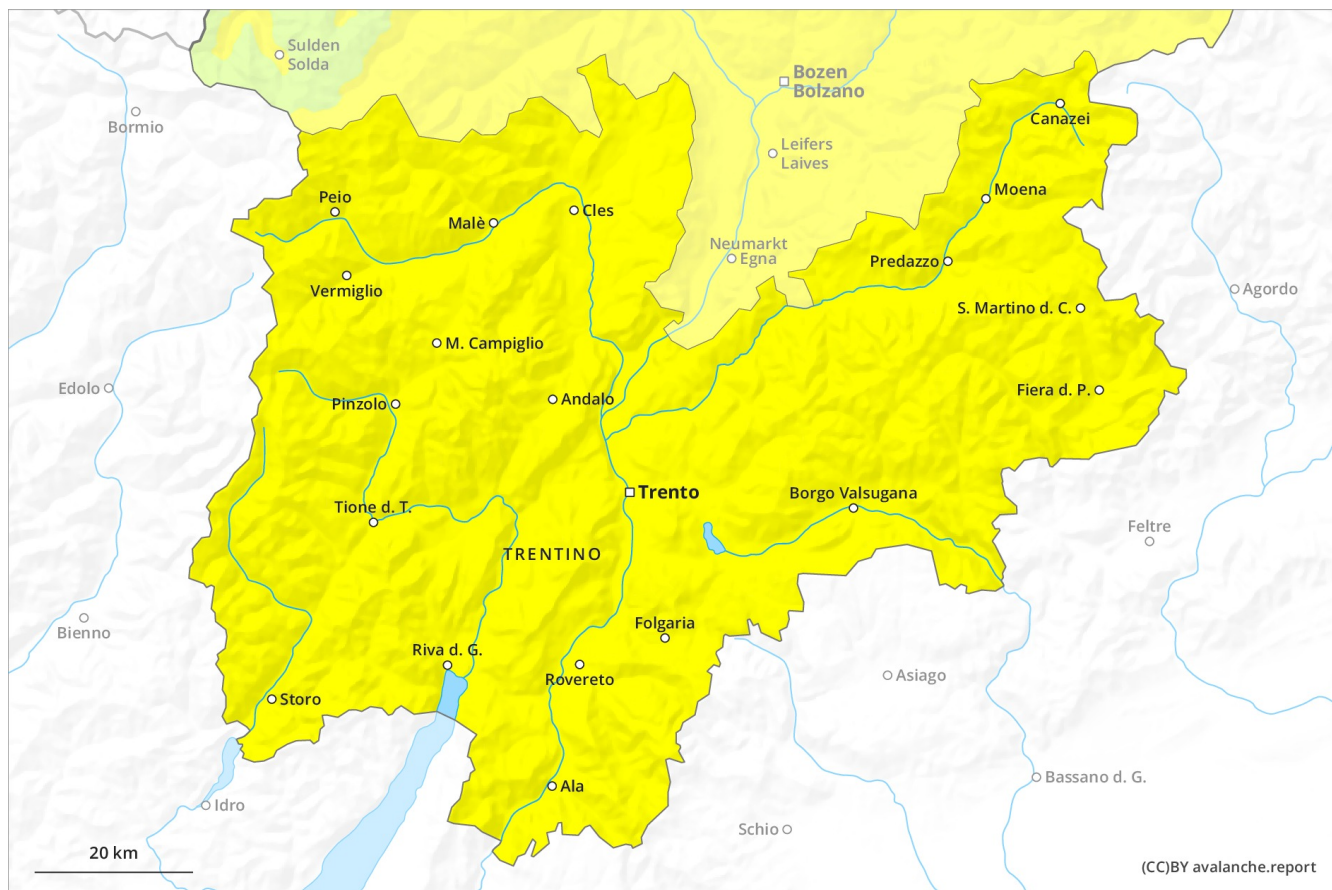 Sulden
Solda
Bozen
Bolzano
Bormio
Canazei
Leifers
Laives
Peio
Malè
Cles
Moena
Neumarkt
Egna
Predazzo
Vermiglio
Agordo
S. Martino d. C.
M. Campiglio
Edolo
Pinzolo
Andalo
Fiera d. P.
Trento
Borgo Valsugana
Tione d. T.
Feltre
TRENTINO
Bienno
Folgaria
Riva d. G.
Rovereto
Asiago
Storo
Ala
Bassano d. G.
Idro
Schio
20 km
(CC)BY avalanche.report